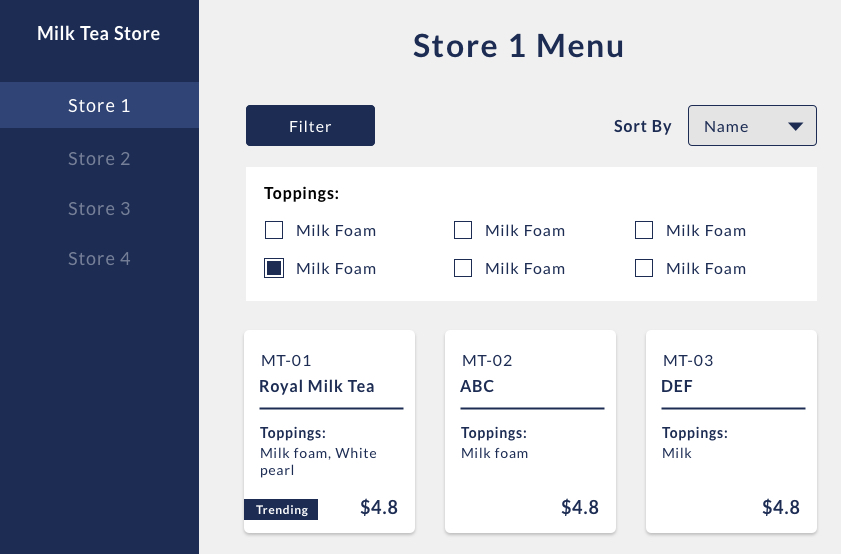 Milk Tea Store
Store 1
Store 2
Store 3
Store 4
Store 1 Menu
Filter
Sort By
Name
Toppings:
Milk Foam
Milk Foam
Milk Foam
Milk Foam
Milk Foam
Milk Foam
MT-01
Royal Milk Tea
Toppings:
Milk foam, White
pearl
Trending
$4.8
MT-02
ABC
Toppings:
Milk foam
$4.8
MT-03
DEF
Toppings:
Milk
$4.8